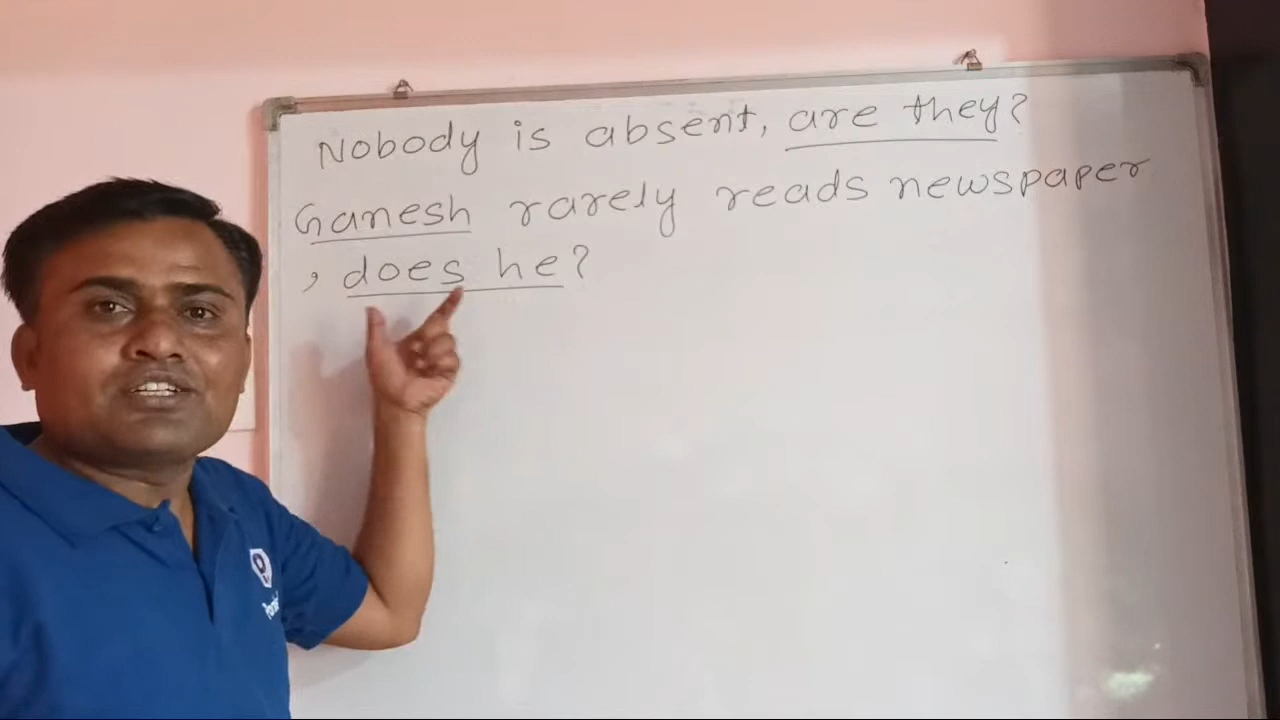 Nobody is absent, are they?
Ganesh rarely reads newspaper
, does he?